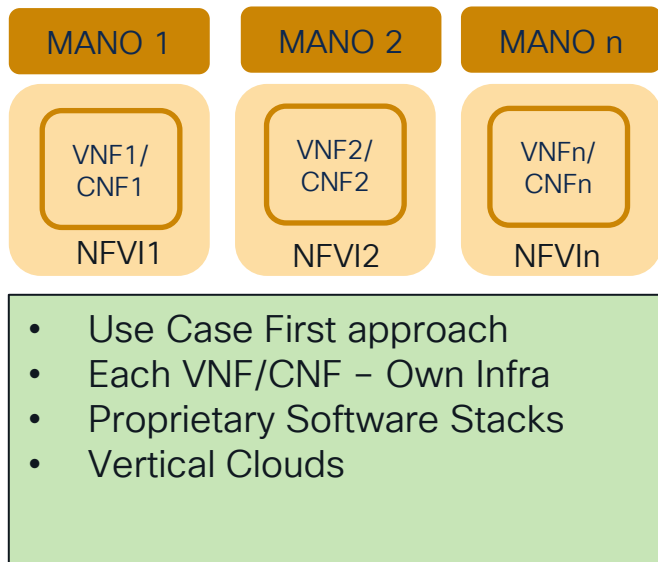 MANO 1
MANO 2
MANO n
VNF1/
CNF1
VNF2/
CNF2
VNFn/
CNFn
NFVI1
NFVI2
NFVIn
• Use Case First approach
• Each VNF/CNF – Own Infra
• Proprietary Software Stacks
• Vertical Clouds